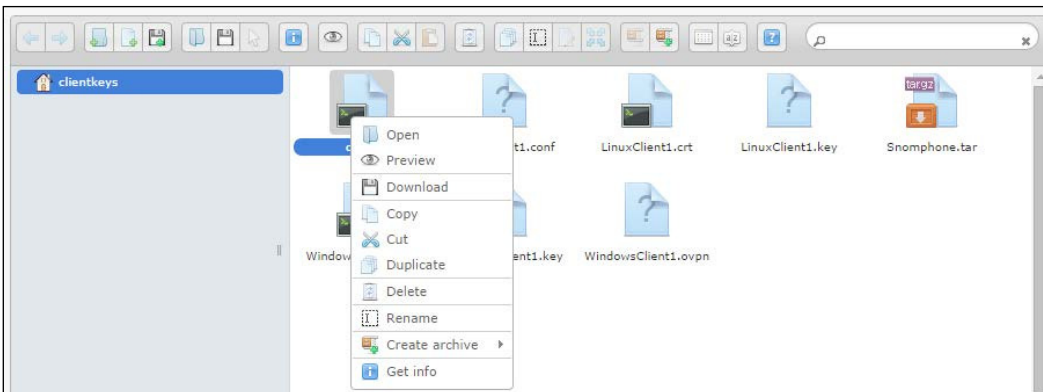 clientkeys
targz
t1.conf
LinuxClient1.crt
LinuxClient1.key
Snomphone.tar
Open
Preview
Download
Copy
Cut
Duplicate
Delete
Rename
Create archive
Get info
Window
ent1.key
WindowsClient1.ovpn